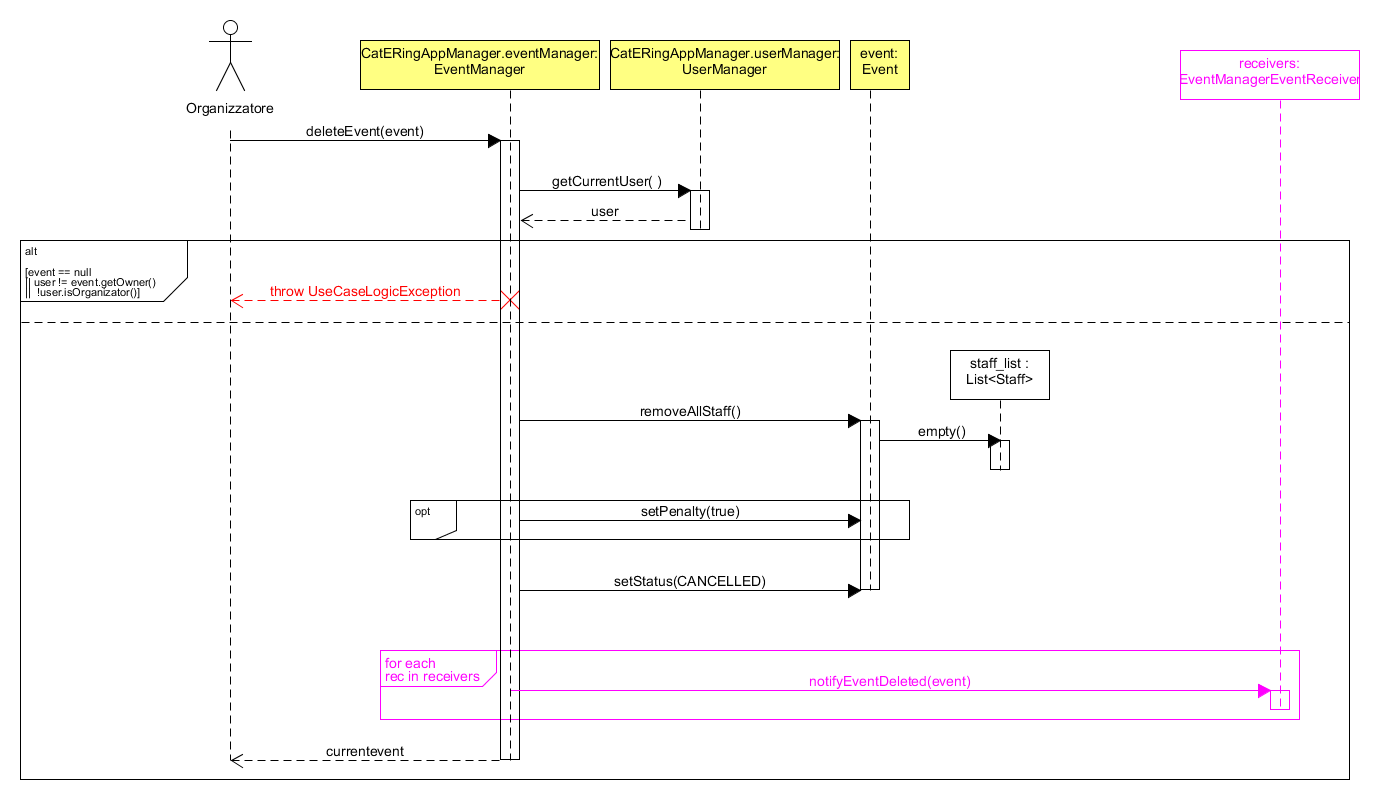 Organizzatore
CatERingAppManager.eventManager:
EventManager
CatERingAppManager.userManager:
UserManager
event:
Event
receivers:
EventManagerEventReceiver
deleteEvent(event)
getCurrentUser( )
user
alt
[event == null
|| user != event.getOwner()
|| !user.isOrganizator()]
throw UseCaseLogicException
staff_list :
List<Staff>
removeAllStaff()
empty()
opt
setPenalty(true)
setStatus(CANCELLED)
for each
rec in receivers
notifyEventDeleted(event)
currentevent